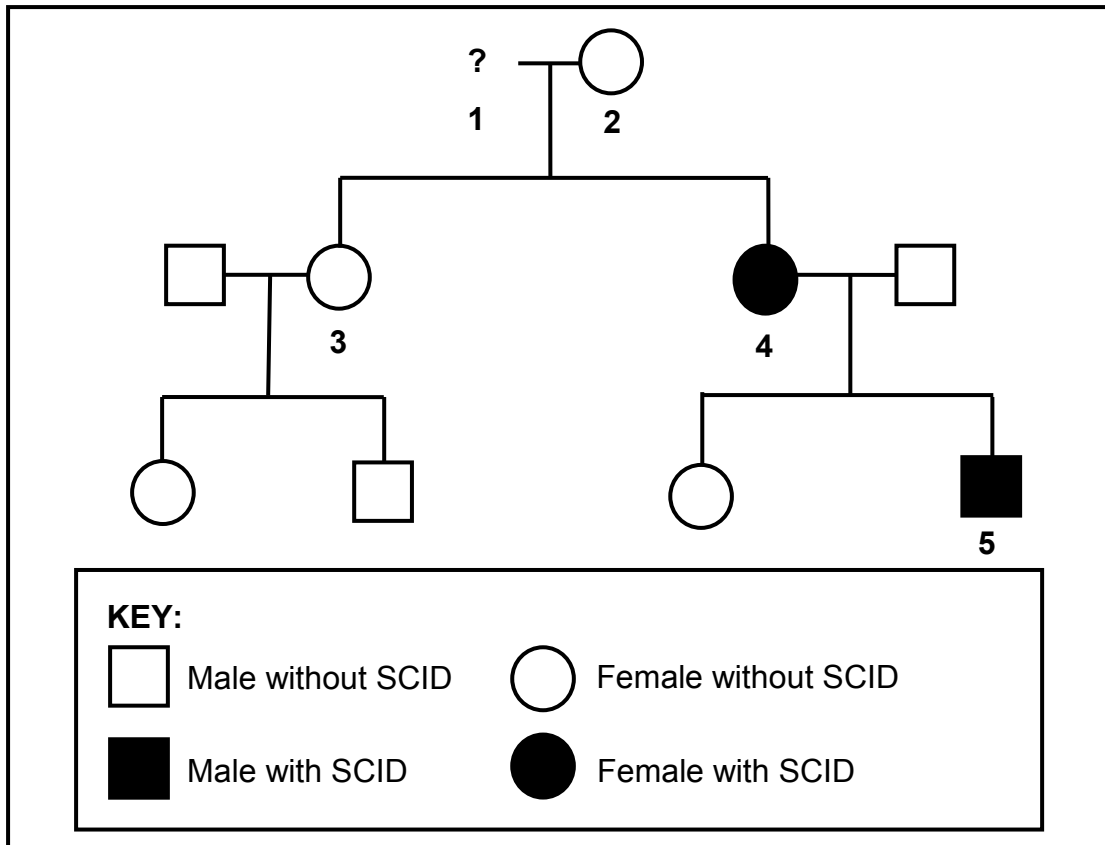 ?
1
2
3
4
5
KEY:
Male without SCID
Female without SCID
Male with SCID
Female with SCID